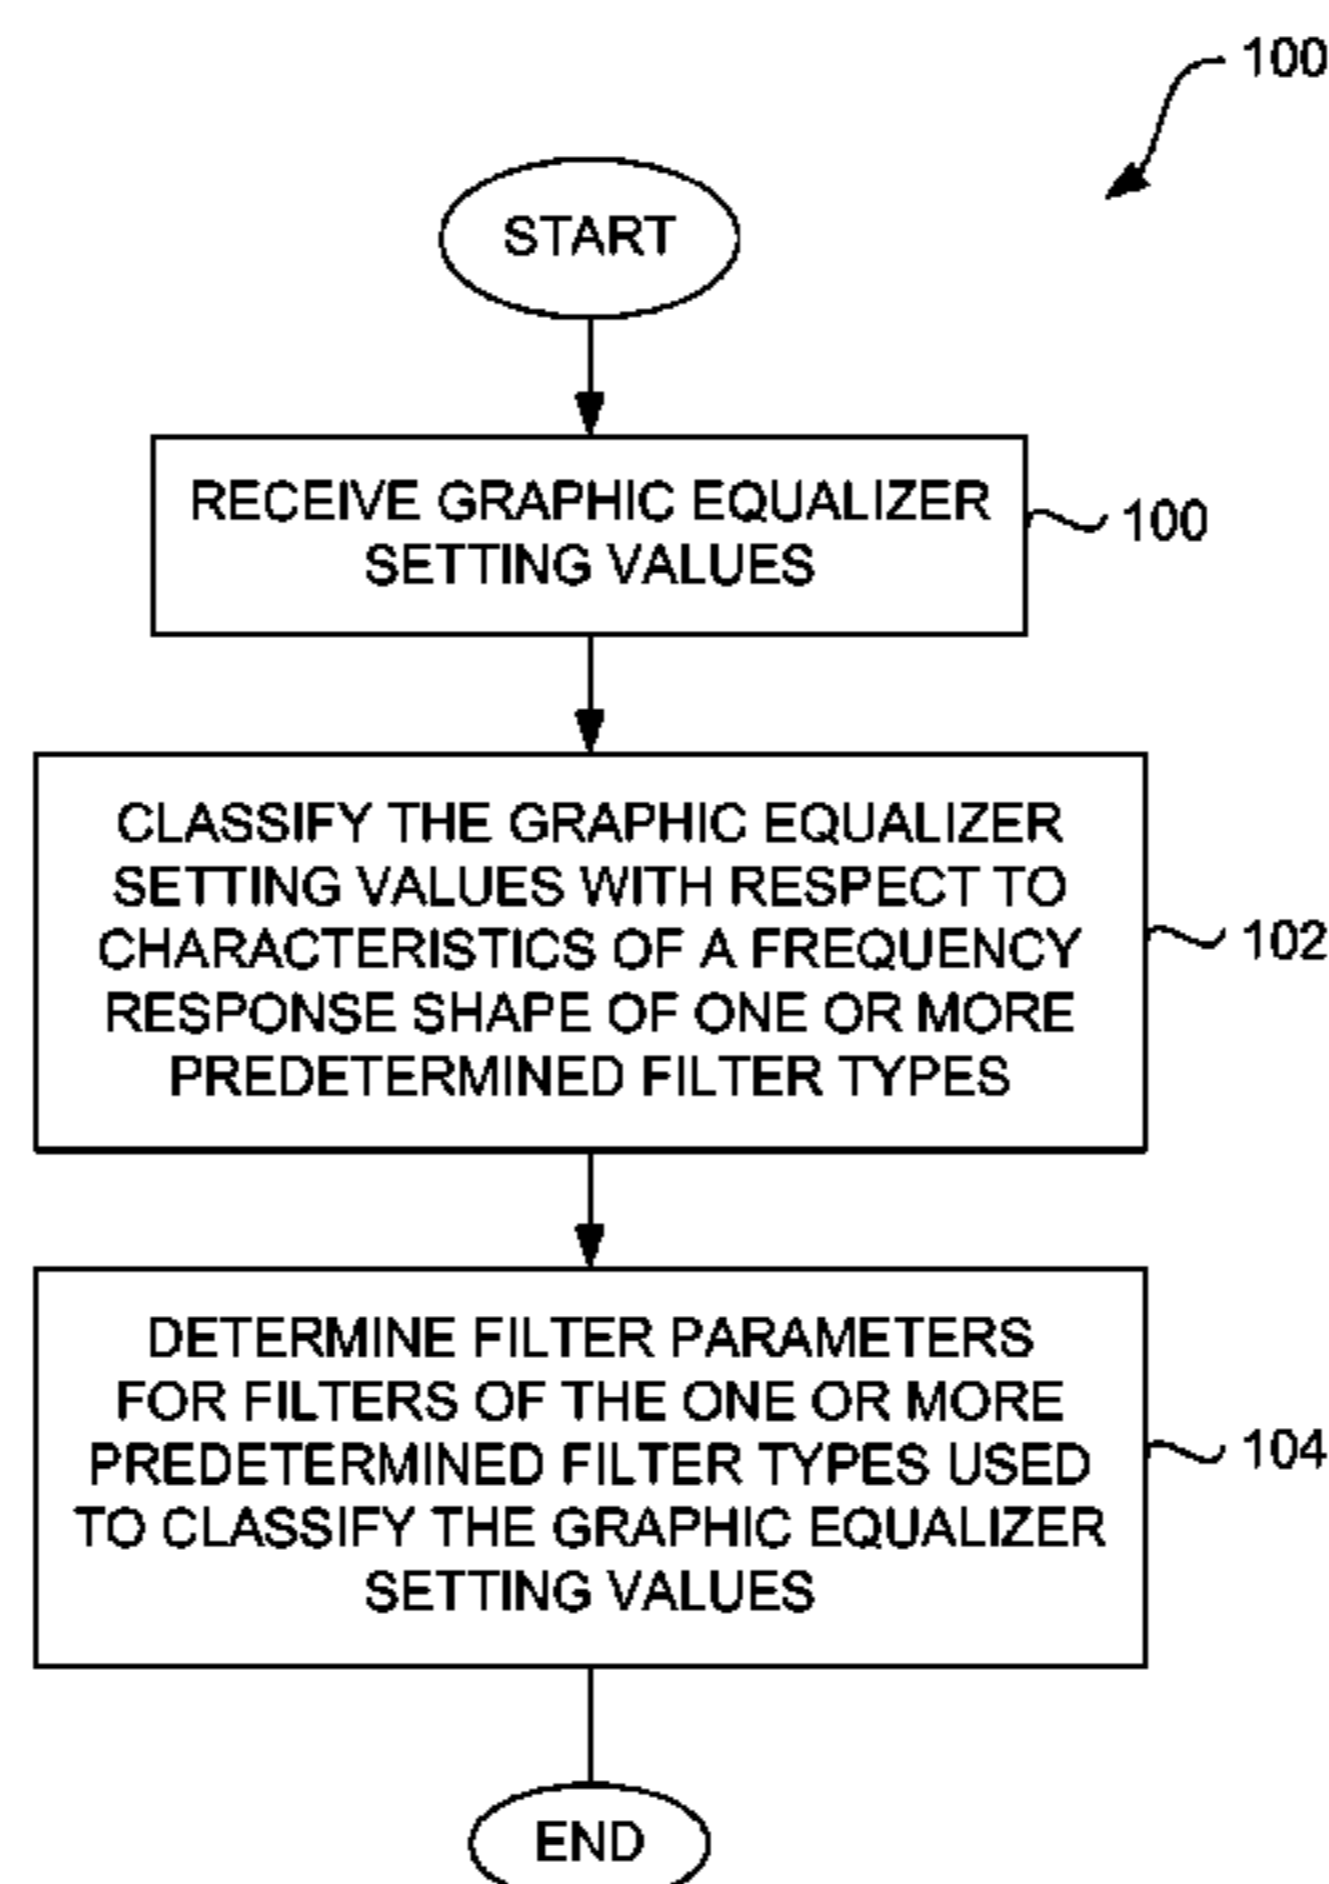 100
START
RECEIVE GRAPHIC EQUALIZER
SETTING VALUES
100
CLASSIFY THE GRAPHIC EQUALIZER
SETTING VALUES WITH RESPECT TO
CHARACTERISTICS OF A FREQUENCY
RESPONSE SHAPE OF ONE OR MORE
PREDETERMINED FILTER TYPES
102
DETERMINE FILTER PARAMETERS
FOR FILTERS OF THE ONE OR MORE
PREDETERMINED FILTER TYPES USED
TO CLASSIFY THE GRAPHIC EQUALIZER
SETTING VALUES
104
END